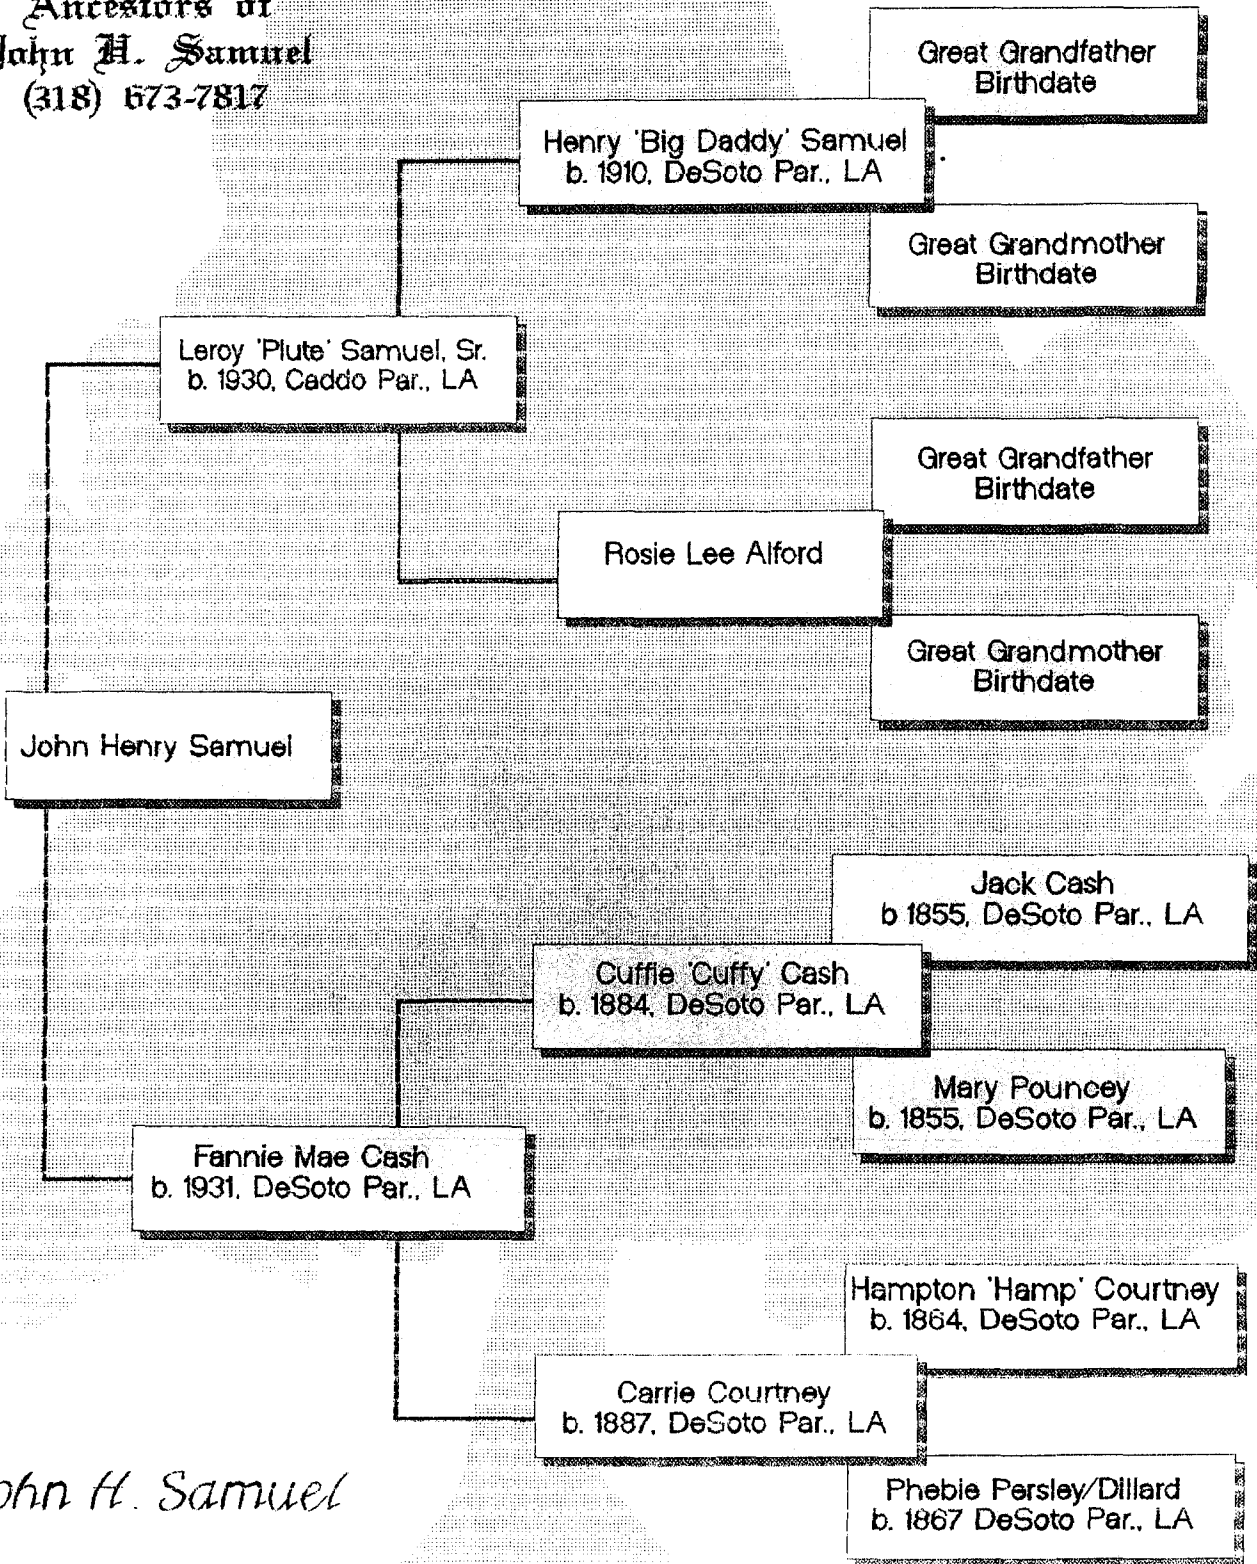 Ancestors of
John H. Samuel
(318) 673-7817
Great Grandfather
Birthdate
Henry 'Big Daddy' Samuel
b. 1910, DeSoto Par., LA
Great Grandmother
Birthdate
Leroy 'Plute' Samuel, Sr.
b. 1930, Caddo Par., LA
Great Grandfather
Birthdate
Rosie Lee Alford
Great Grandmother
Birthdate
John Henry Samuel
Jack Cash
b 1855, DeSoto Par., LA
Cuffie 'Cuffy' Cash
b. 1884, DeSoto Par., LA
Mary Pouncey
b. 1855, DeSoto Par., LA
Fannie Mae Cash
b. 1931, DeSoto Par., LA
Hampton 'Hamp' Courtney
b. 1864, DeSoto Par., LA
Carrie Courtney
b. 1887, DeSoto Par., LA
Phebie Persley/Dillard
b. 1867 DeSoto Par., LA
ohn H. Samuel